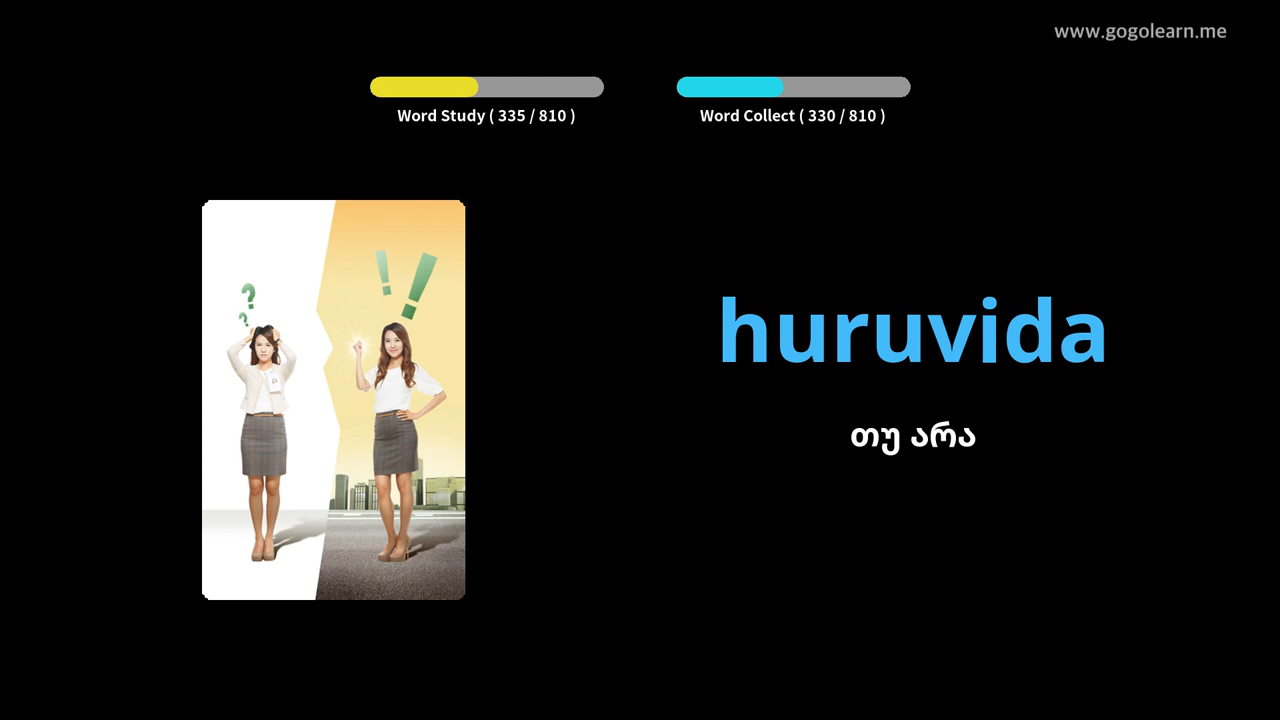 www.gogolearn.me
Word Study ( 335 / 810 )
Word Collect ( 330 / 810 )
? ! !
?
huruvida
თუ არა